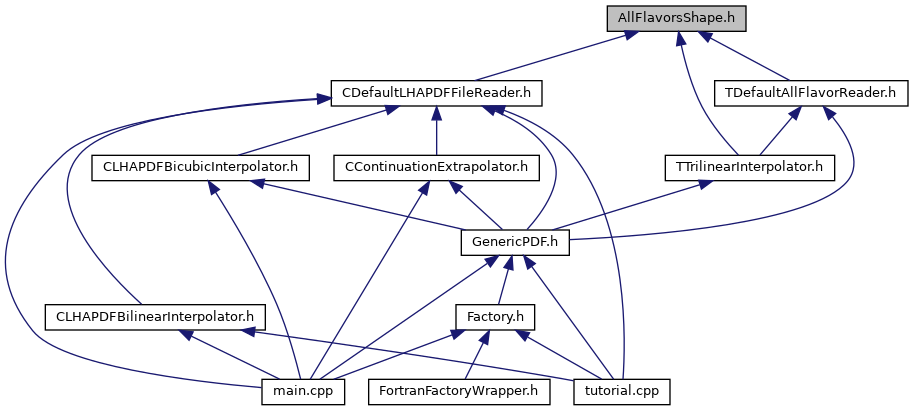 AllFlavorsShape.h
CDefaultLHAPDFFileReader.h
TDefaultAllFlavorReader.h
CLHAPDFBicubicInterpolator.h
CContinuationExtrapolator.h
TTrilinearInterpolator.h
GenericPDF.h
CLHAPDFBilinearInterpolator.h
Factory.h
main.cpp
FortranFactoryWrapper.h
tutorial.cpp